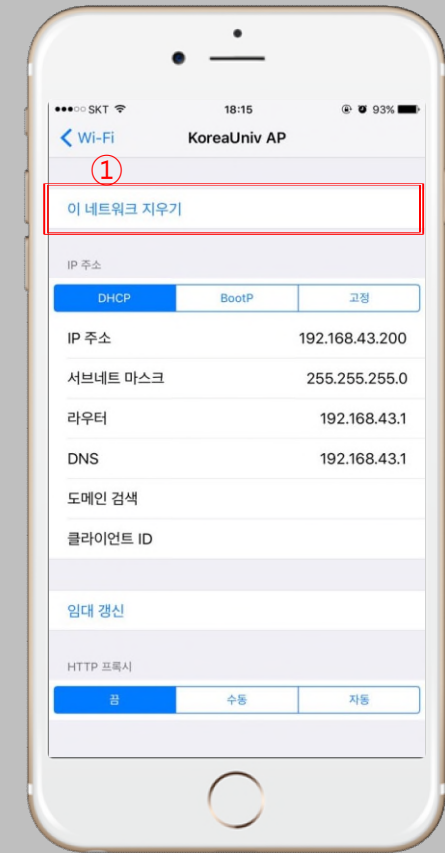 SKT 18:15 93%
Wi-Fi KoreaUniv AP
①
이 네트워크 지우기
IP 주소
DHCP BootP 고정
IP 주소 192.168.43.200
서브네트 마스크 255.255.255.0
라우터 192.168.43.1
DNS 192.168.43.1
도메인 검색
클라이언트 ID
임대 갱신
HTTP 프록시
끔 수동 자동